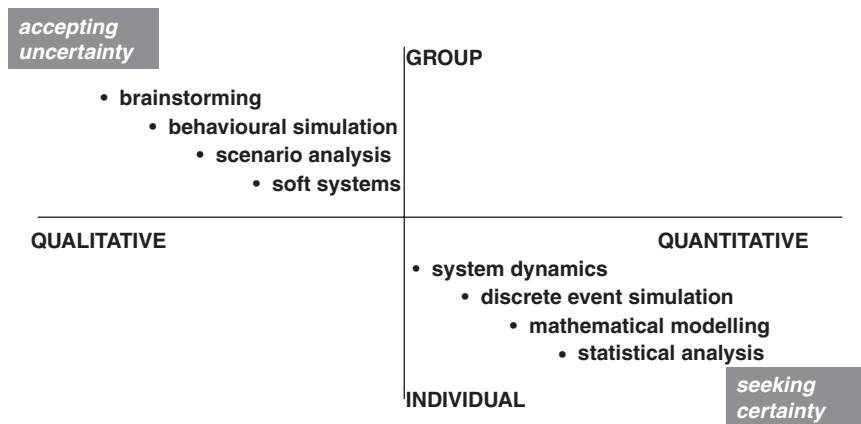 accepting
uncertainty
GROUP
• brainstorming
• behavioural simulation
• scenario analysis
• soft systems
QUALITATIVE
QUANTITATIVE
• system dynamics
• discrete event simulation
• mathematical modelling
• statistical analysis
INDIVIDUAL
seeking
certainty